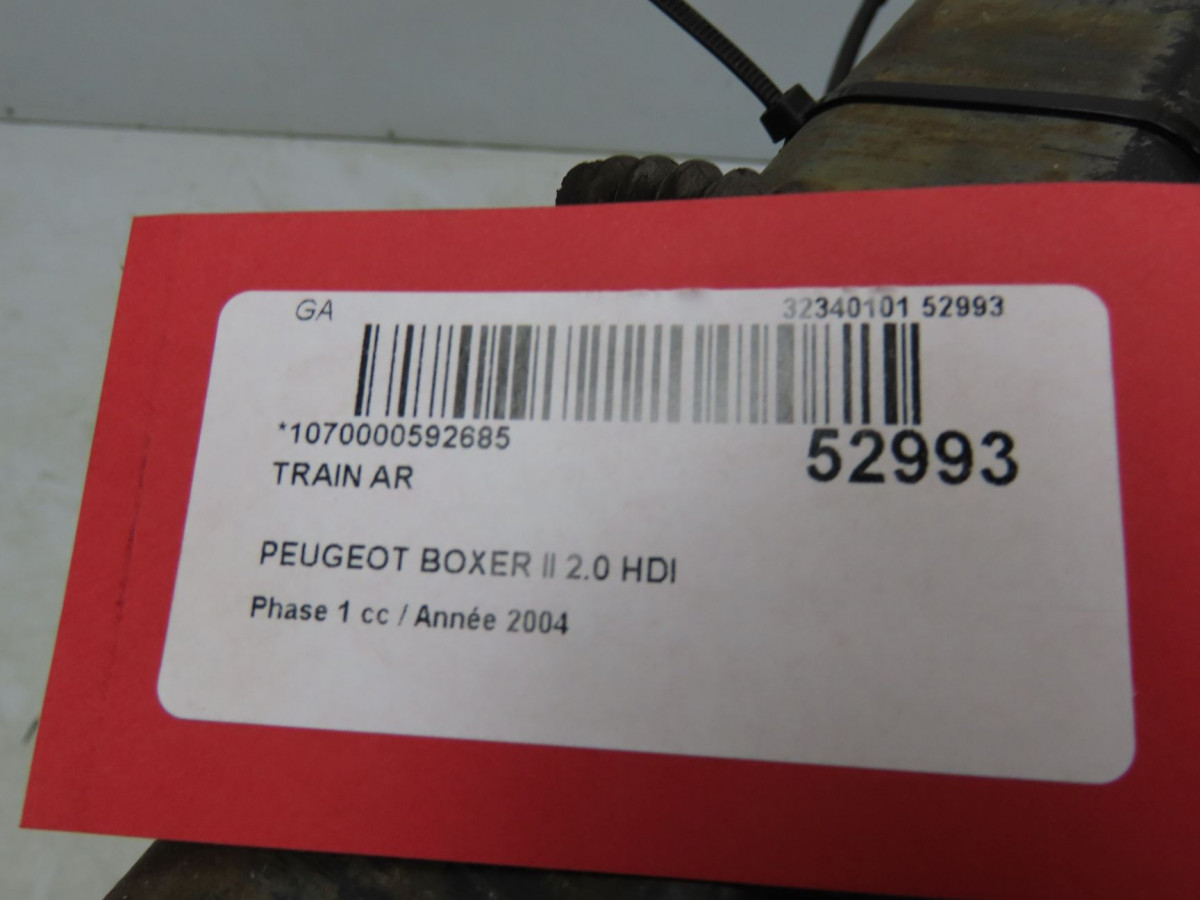 GA 32340101 52993
*1070000592685 52993
TRAIN AR
PEUGEOT BOXER II 2.0 HDI
Phase 1 cc / Année 2004